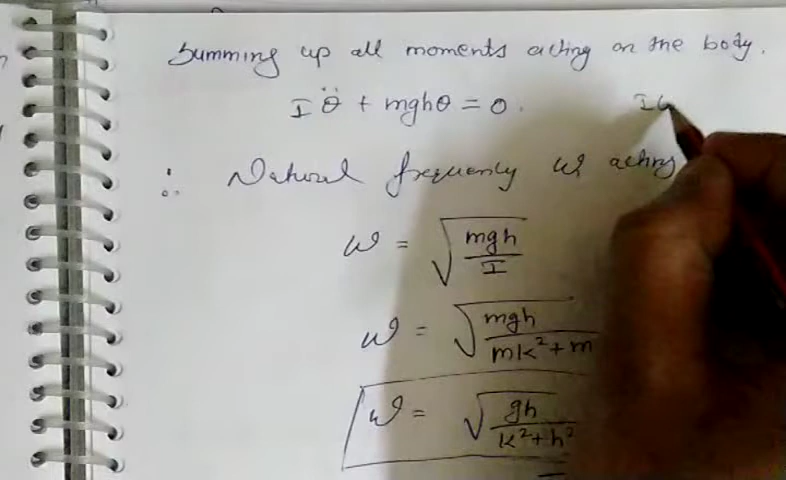 Summing up all moments acting on the body.
I θ̈ + mghθ = 0.
∴ Natural frequency ω acting
ω = √(mgh/I)
ω = √(mgh/(mk²+m
ω = √(gh/(k²+h²))